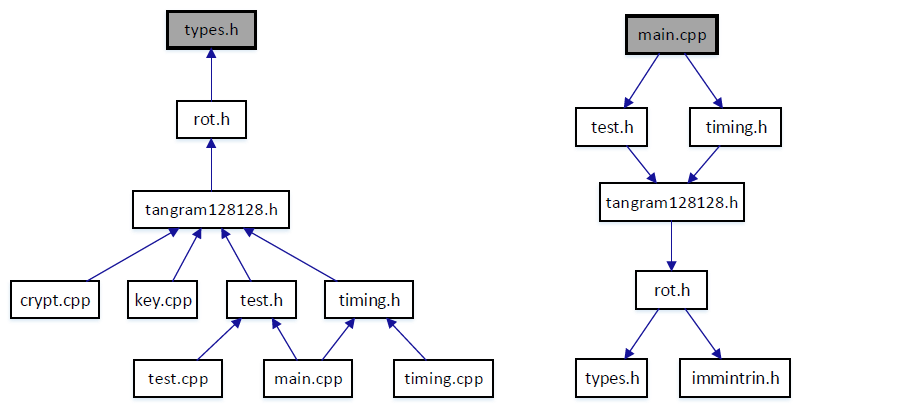 types.h
rot.h
tangram128128.h
crypt.cpp
key.cpp
test.h
timing.h
test.cpp
main.cpp
timing.cpp
main.cpp
test.h
timing.h
tangram128128.h
rot.h
types.h
immintrin.h